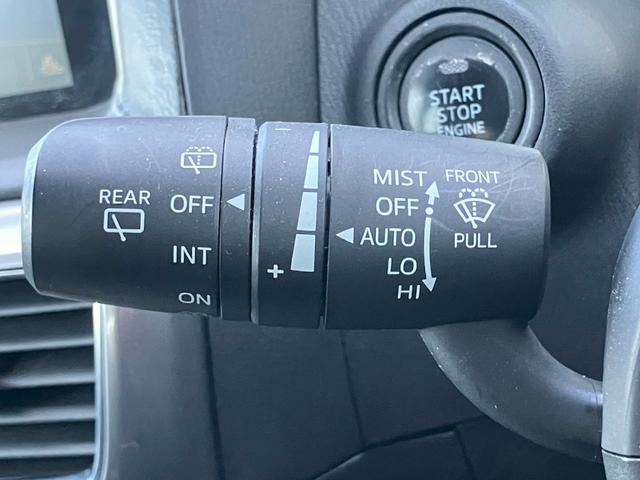 START
STOP
ENGINE
REAR
OFF
INT
ON
−
+
MIST
OFF
AUTO
LO
HI
FRONT
PULL